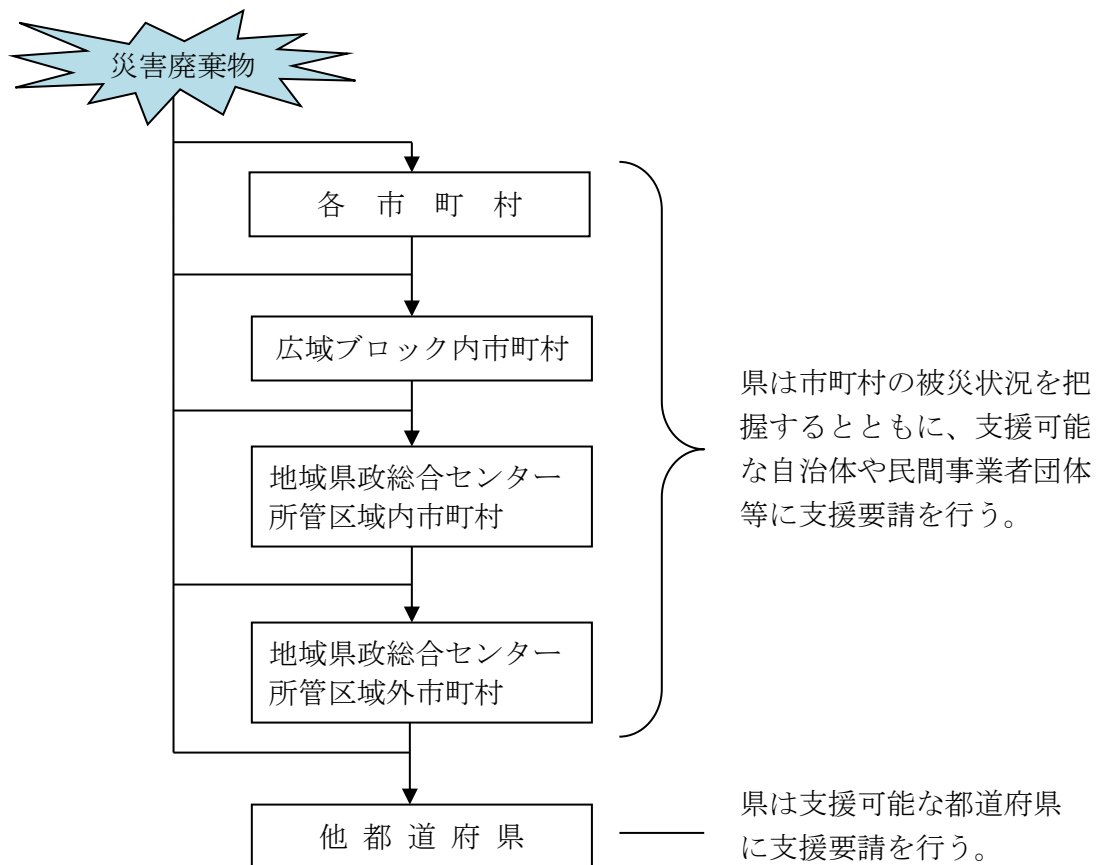 災害廃棄物
各市町村
広域ブロック内市町村
地域県政総合センター
所管区域内市町村
地域県政総合センター
所管区域外市町村
他都道府県
県は市町村の被災状況を把
握するとともに、支援可能
な自治体や民間事業者団体
等に支援要請を行う。
県は支援可能な都道府県
に支援要請を行う。